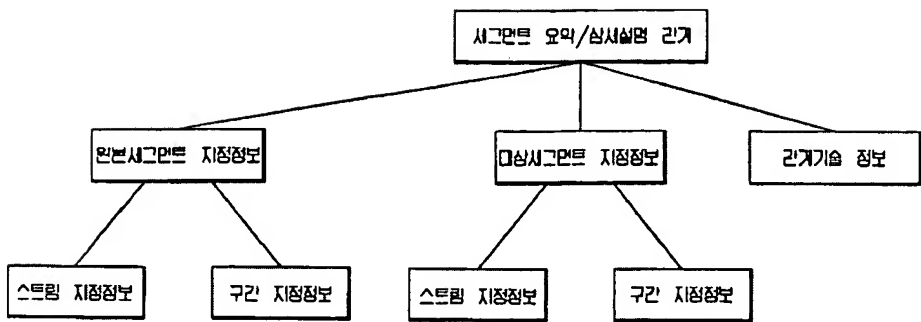 세그먼트 요약/상세설명 관계
원본세그먼트 지정정보
대상세그먼트 지정정보
관계기술 정보
스트림 지정정보
구간 지정정보
스트림 지정정보
구간 지정정보